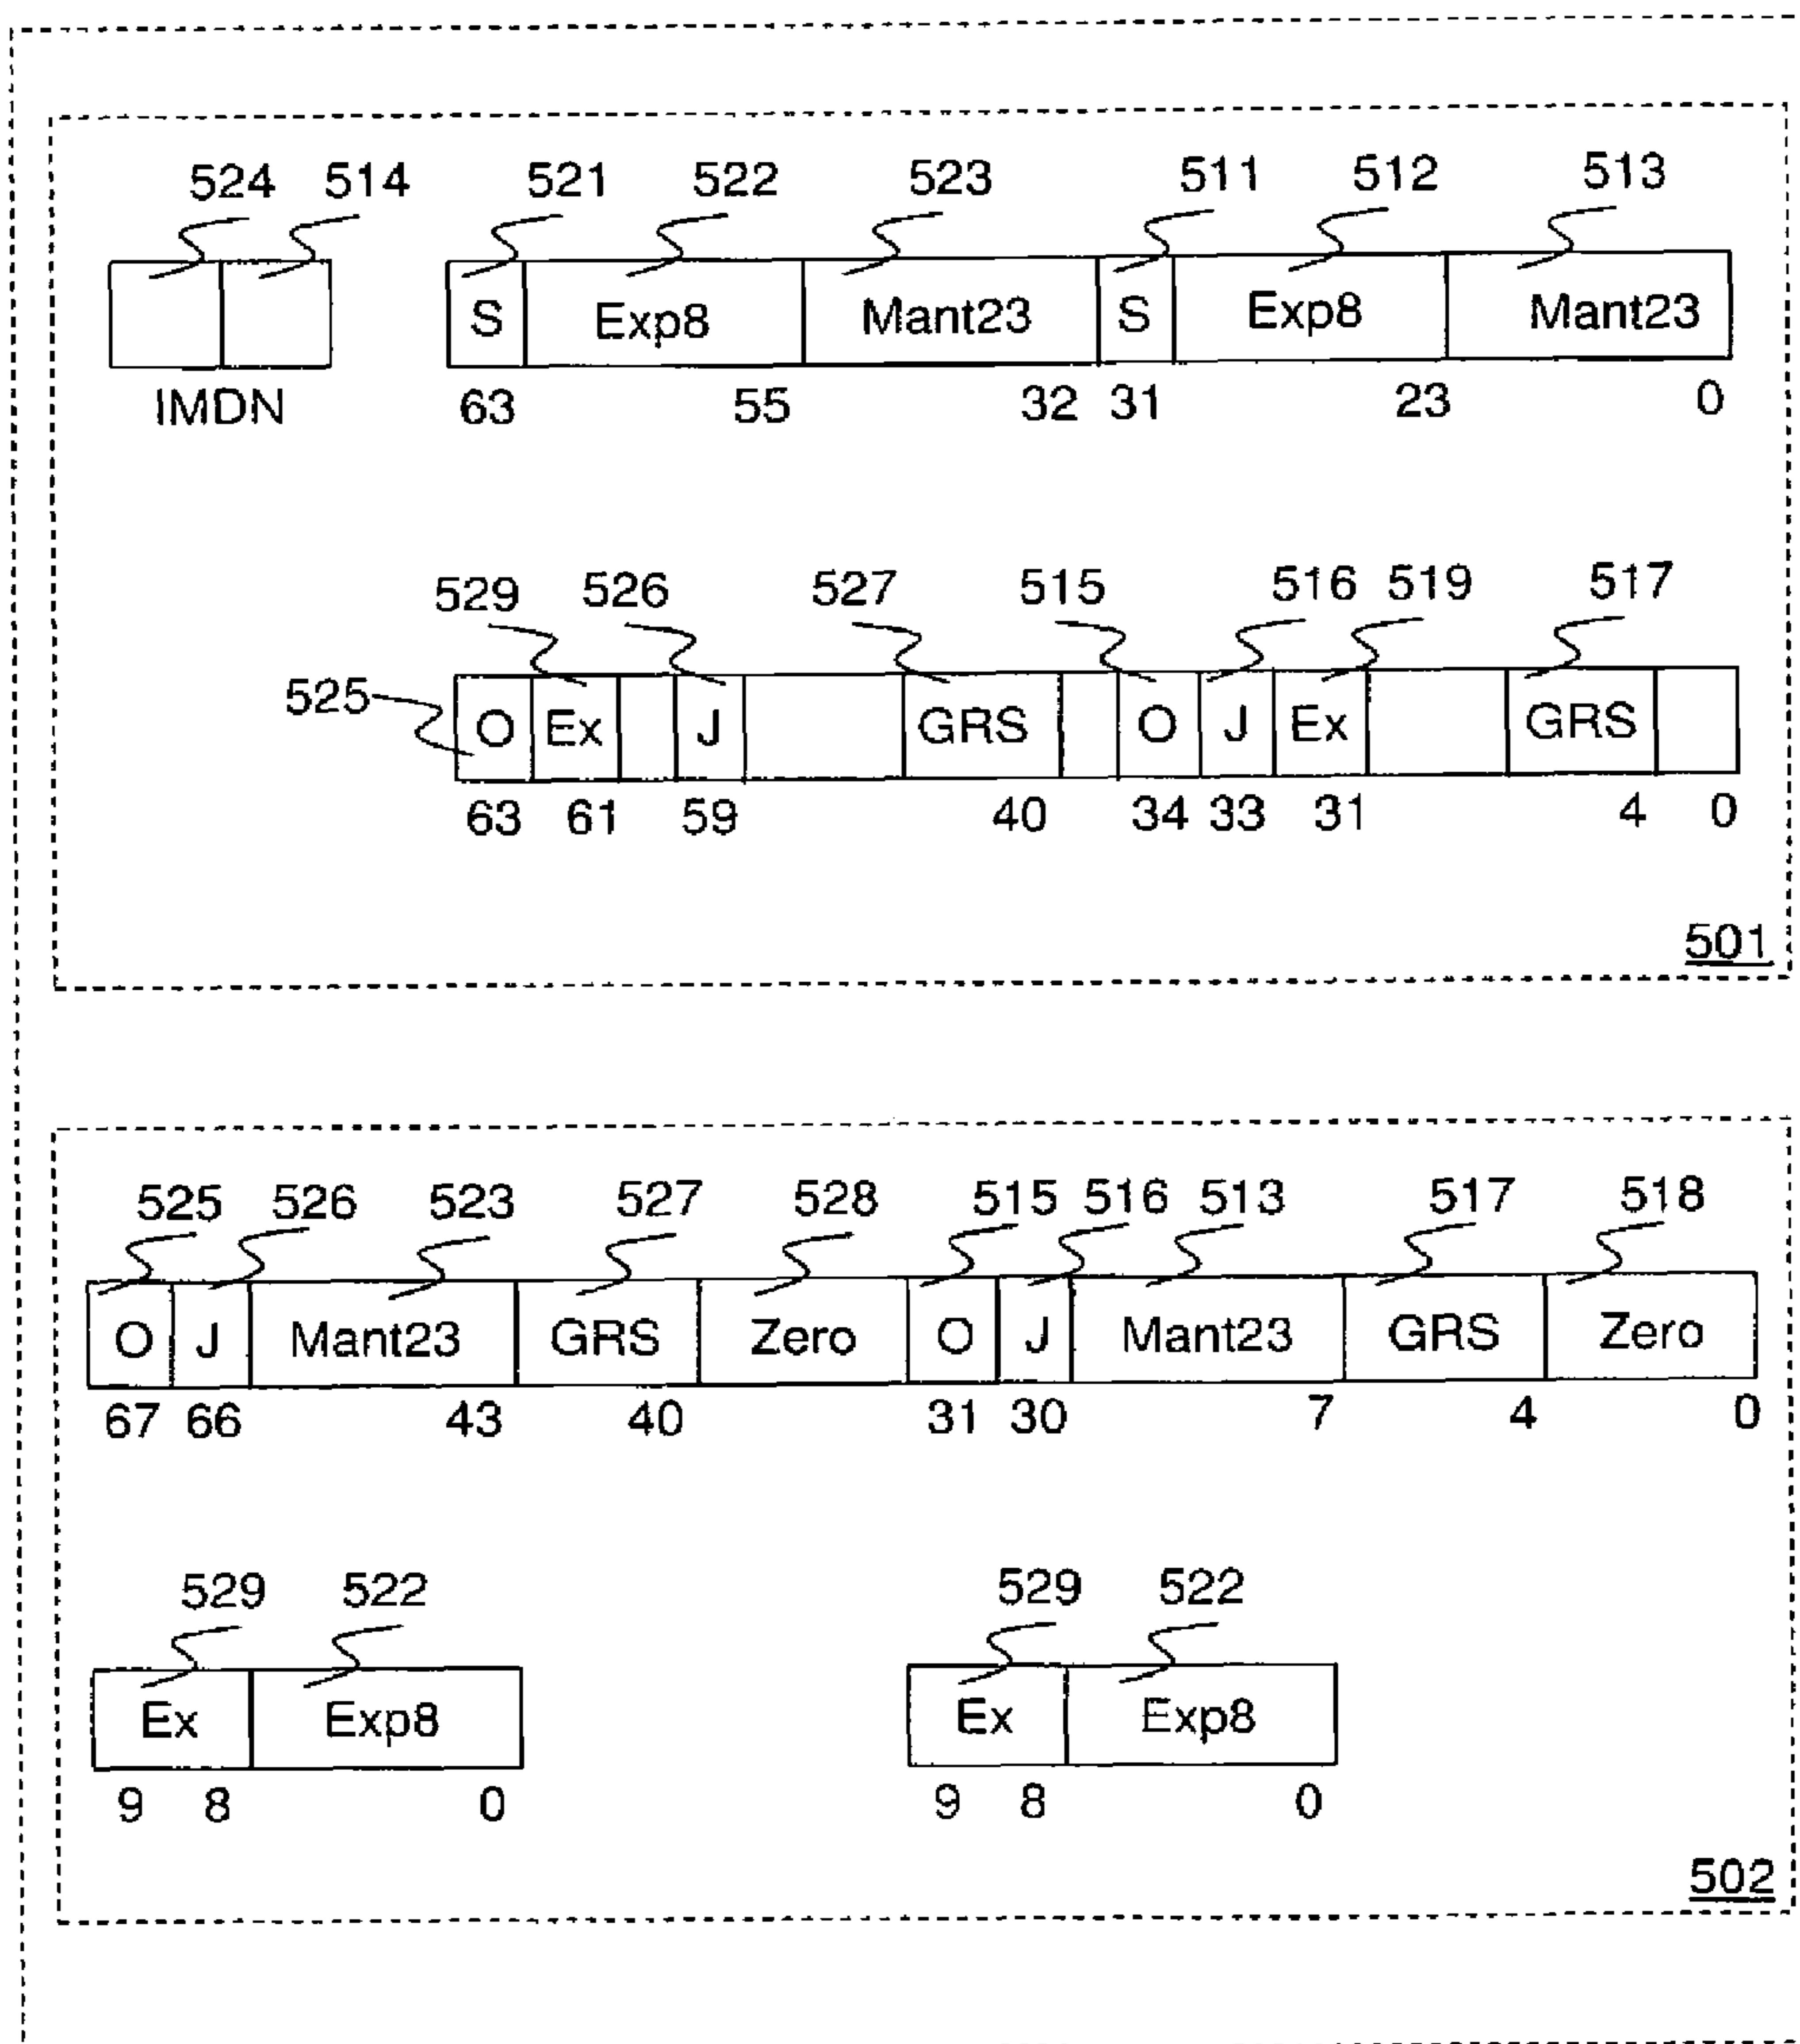 524 514 521 522 523 511 512 513
S Exp8 Mant23 S Exp8 Mant23
IMDN 63 55 32 31 23 0
529 526 527 515 516 519 517
525
O Ex J GRS O J Ex GRS
63 61 59 40 34 33 31 4 0
501
525 526 523 527 528 515 516 513 517 518
O J Mant23 GRS Zero O J Mant23 GRS Zero
67 66 43 40 31 30 7 4 0
529 522 529 522
Ex Exp8 Ex Exp8
9 8 0 9 8 0
502